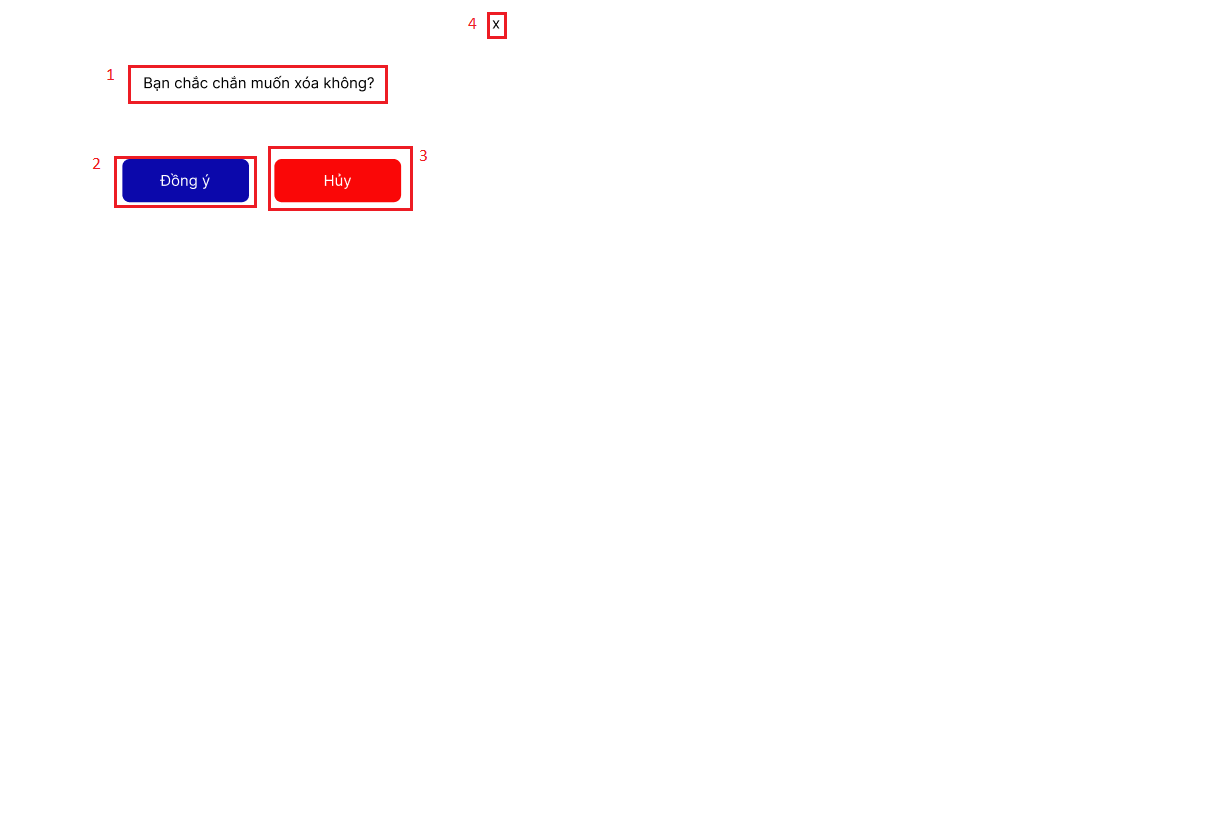 4 x
1 Bạn chắc chắn muốn xóa không?
2 Đồng ý Hủy 3